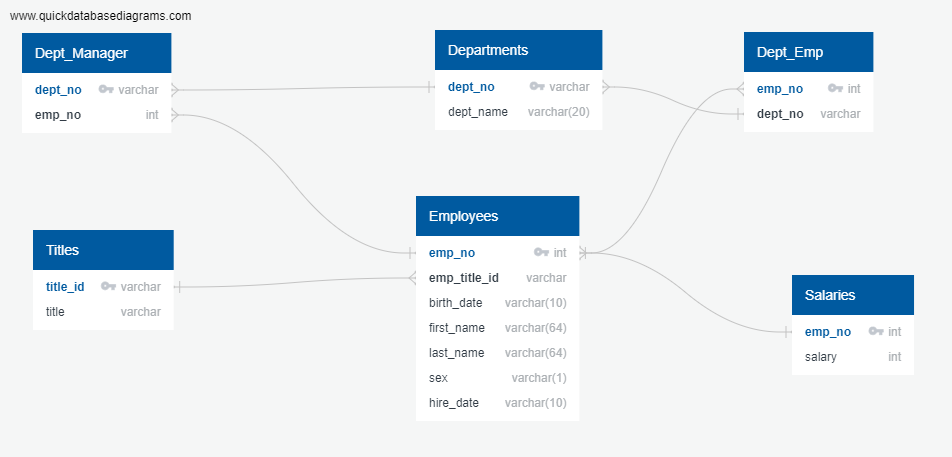 www.quickdatabasediagrams.com
Dept_Manager
dept_no varchar
emp_no int
Departments
dept_no varchar
dept_name varchar(20)
Dept_Emp
emp_no int
dept_no varchar
Titles
title_id varchar
title varchar
Employees
emp_no int
emp_title_id varchar
birth_date varchar(10)
first_name varchar(64)
last_name varchar(64)
sex varchar(1)
hire_date varchar(10)
Salaries
emp_no int
salary int